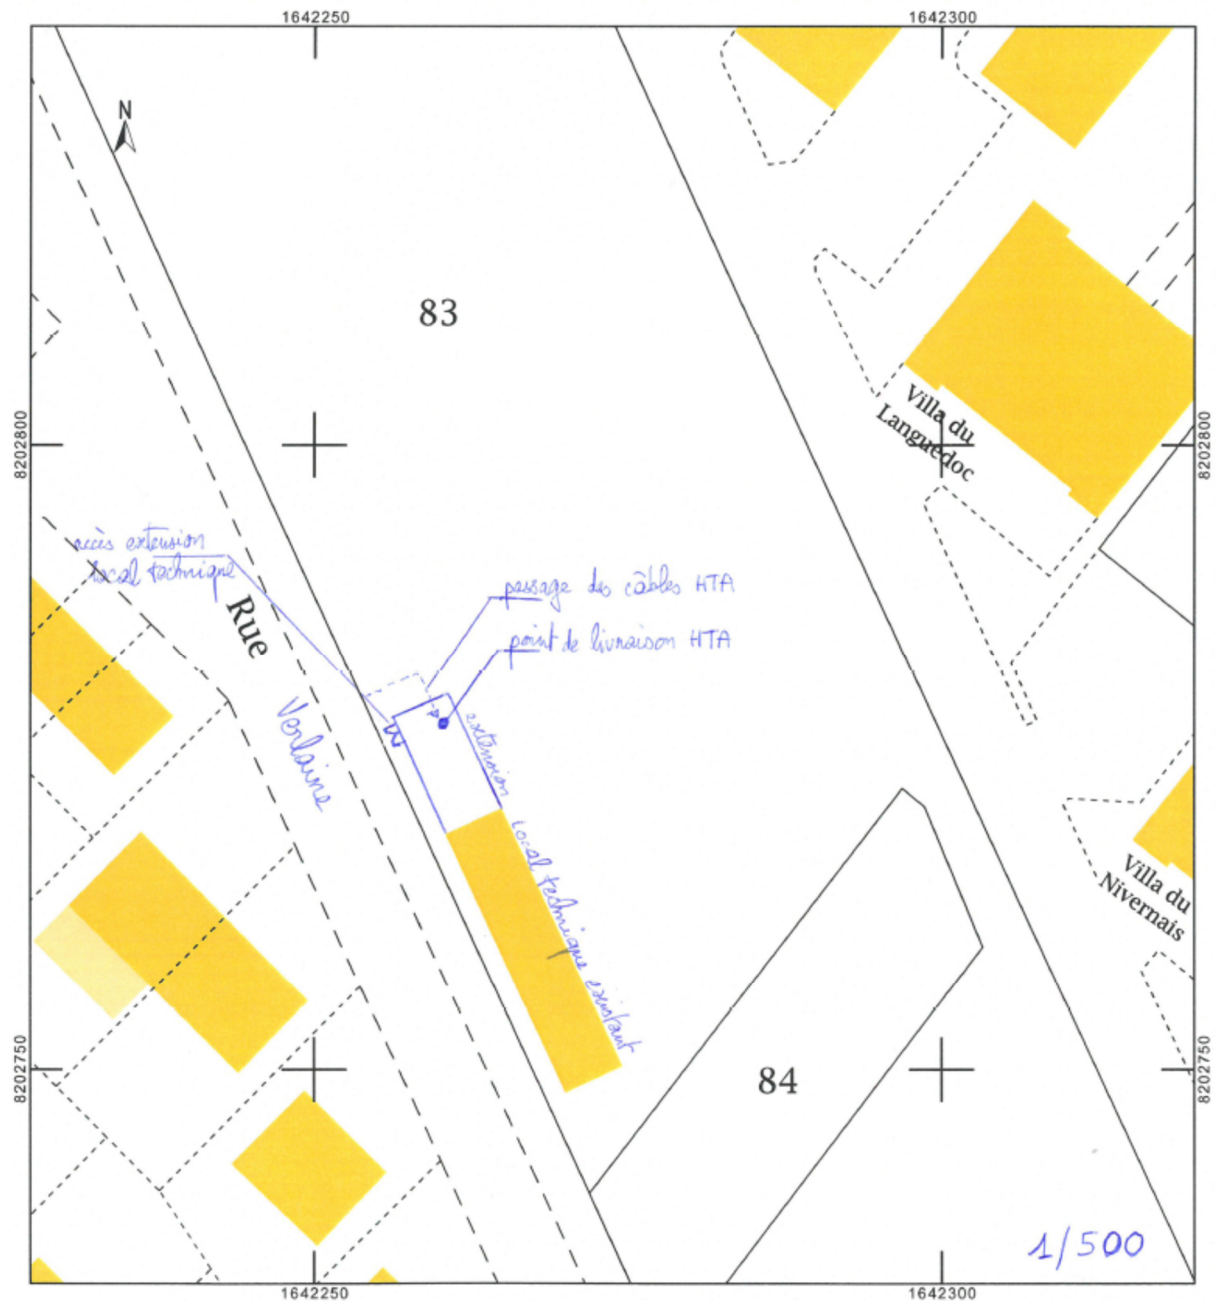 1642250
1642300
N
83
8202800
8202800
Villa du
Languedoc
accès extension
local technique
passage des câbles HTA
point de livraison HTA
Rue
Verlaine
extension
Local technique existant
Villa du
Nivernais
8202750
8202750
84
1/500
1642250
1642300